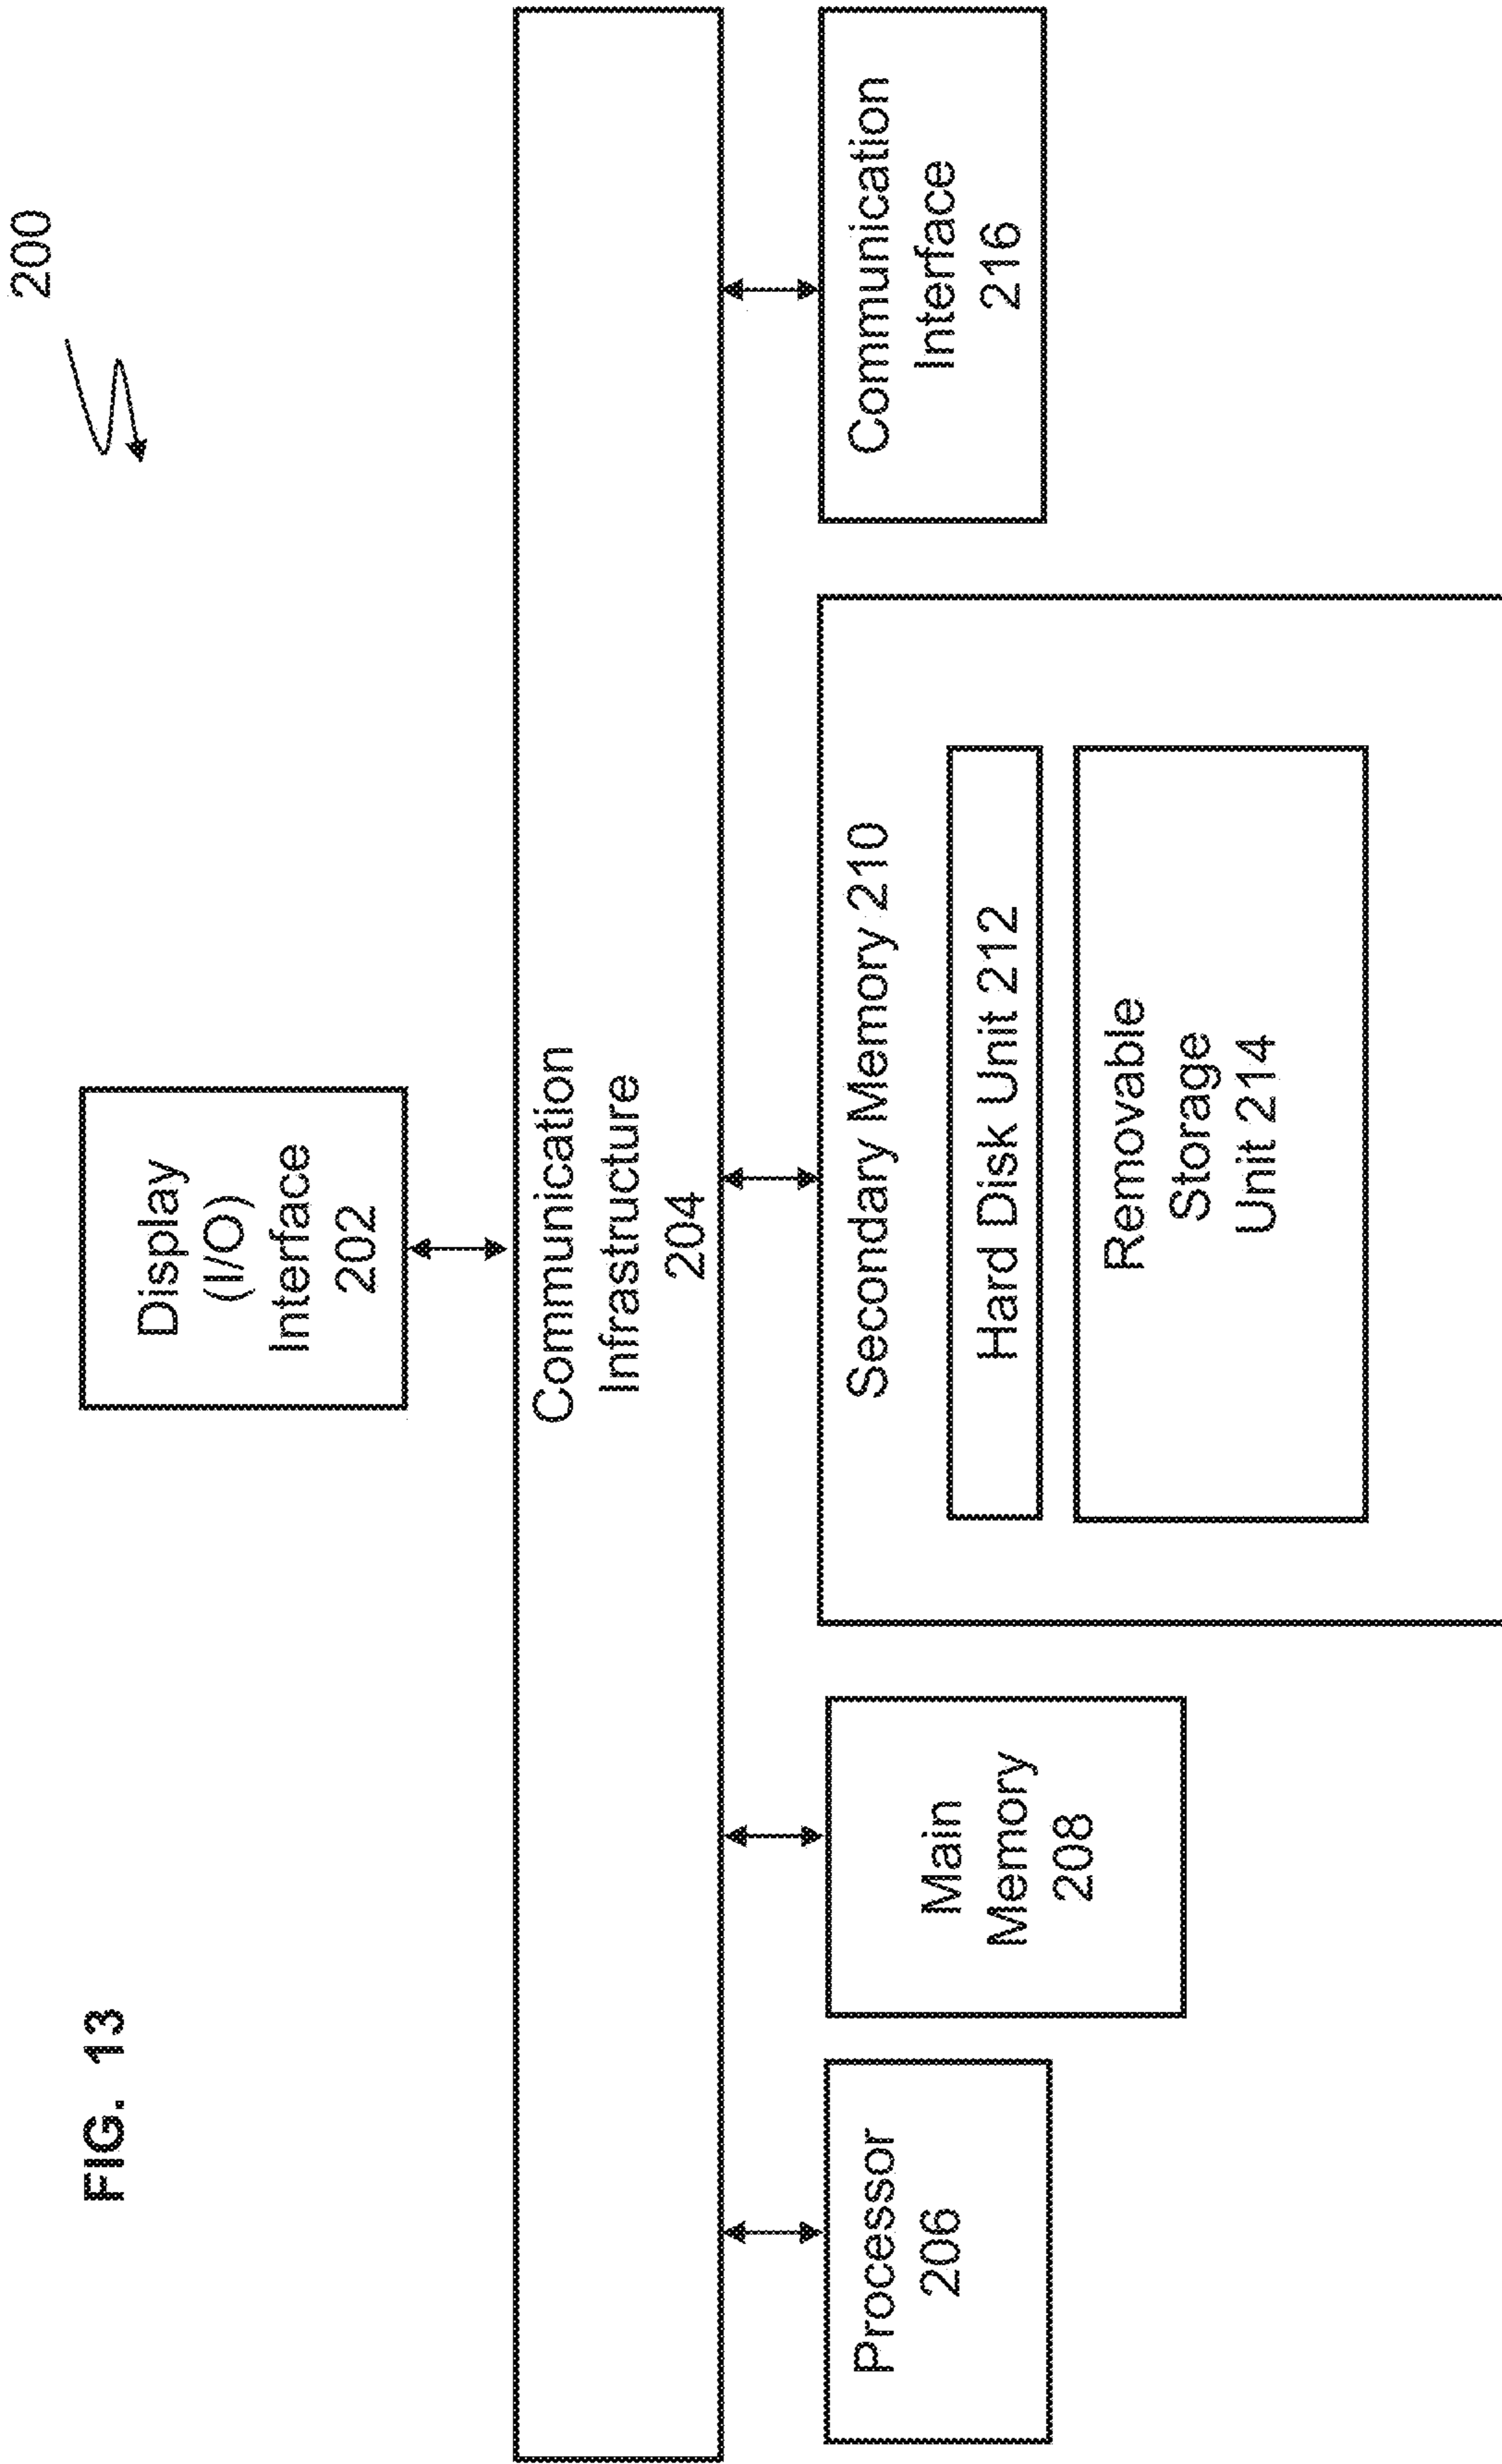 FIG. 13
200
Display
(I/O)
Interface
202
Communication
Infrastructure
204
Processor
206
Main
Memory
208
Secondary Memory 210
Hard Disk Unit 212
Removable
Storage
Unit 214
Communication
Interface
216